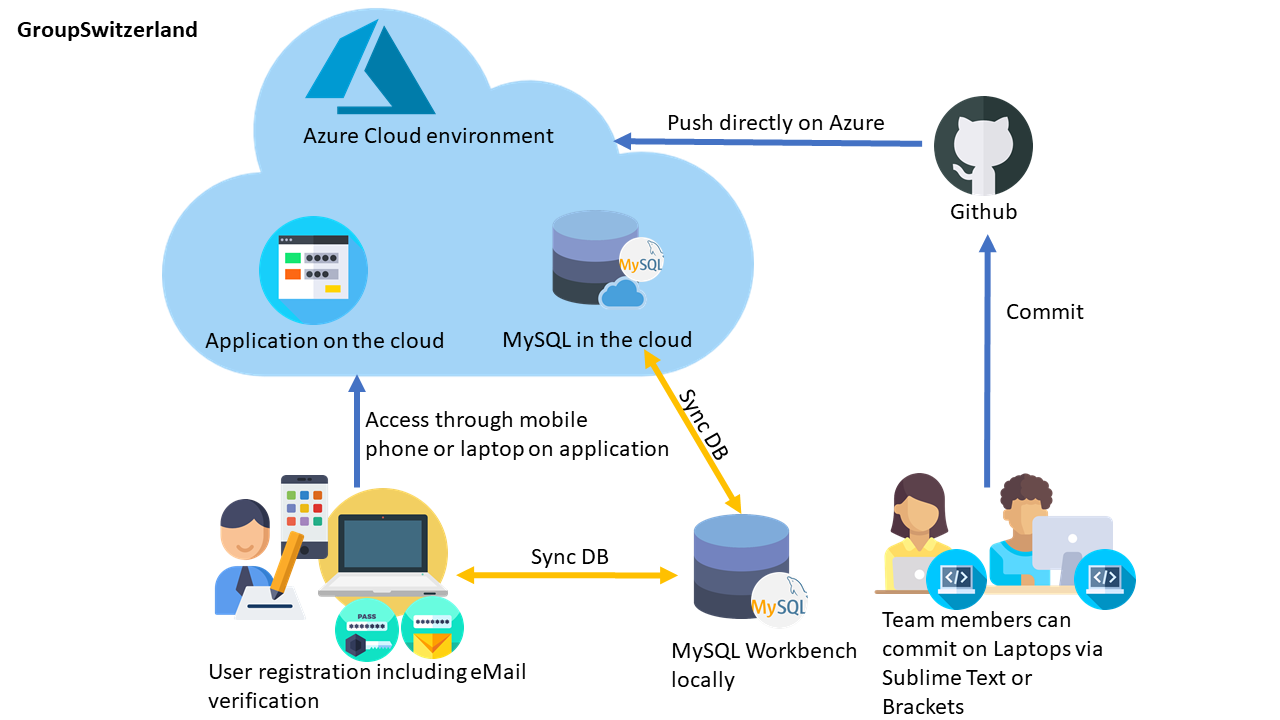 GroupSwitzerland
Azure Cloud environment
Push directly on Azure
Github
MySQL
Application on the cloud
MySQL in the cloud
Commit
Sync DB
Access through mobile
phone or laptop on application
Sync DB
MySQL
PASS
User registration including eMail
verification
MySQL Workbench
locally
Team members can
commit on Laptops via
Sublime Text or
Brackets